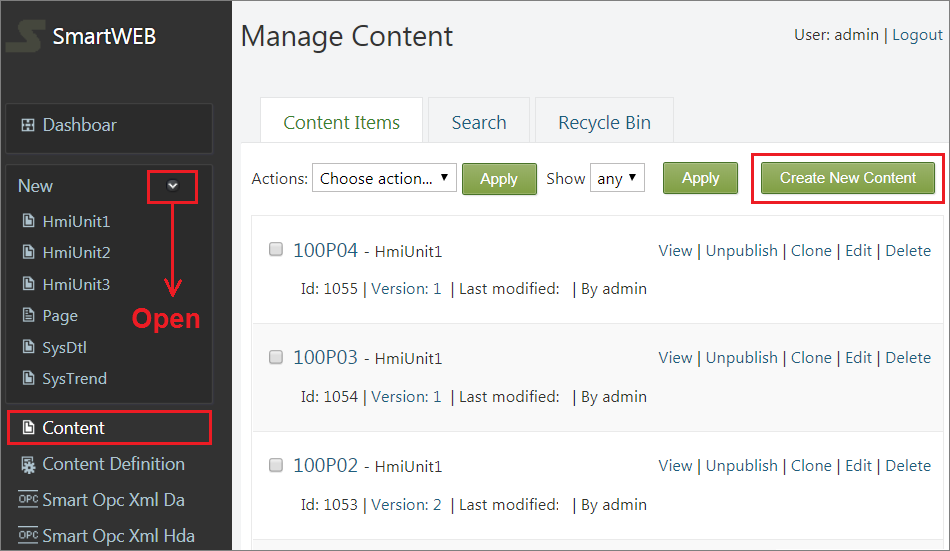 SmartWEB
Dashboar
New
HmiUnit1
HmiUnit2
HmiUnit3
Page
SysDtl
SysTrend
Open
Content
Content Definition
OPC Smart Opc Xml Da
OPC Smart Opc Xml Hda
Manage Content
User: admin | Logout
Content Items Search Recycle Bin
Actions: Choose action... Apply Show any Apply Create New Content
100P04 - HmiUnit1 View | Unpublish | Clone | Edit | Delete
Id: 1055 | Version: 1 | Last modified: | By admin
100P03 - HmiUnit1 View | Unpublish | Clone | Edit | Delete
Id: 1054 | Version: 1 | Last modified: | By admin
100P02 - HmiUnit1 View | Unpublish | Clone | Edit | Delete
Id: 1053 | Version: 2 | Last modified: | By admin